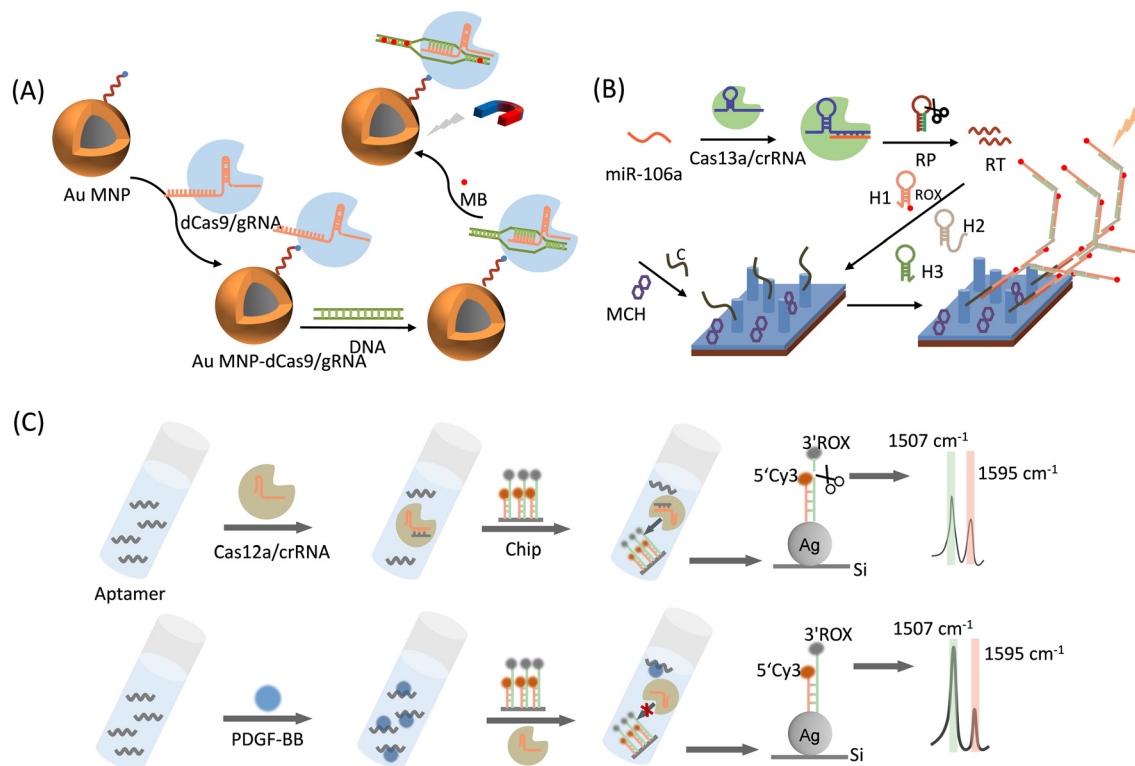 (A)
Au MNP
dCas9/gRNA
Au MNP-dCas9/gRNA
DNA
MB
(B)
miR-106a
Cas13a/crRNA
RP
RT
H1
ROX
H2
H3
C
MCH
(C)
Aptamer
Cas12a/crRNA
Chip
3'ROX
5‘Cy3
Ag
Si
1507 cm⁻¹
1595 cm⁻¹
PDGF-BB
3'ROX
5‘Cy3
Ag
Si
1507 cm⁻¹
1595 cm⁻¹